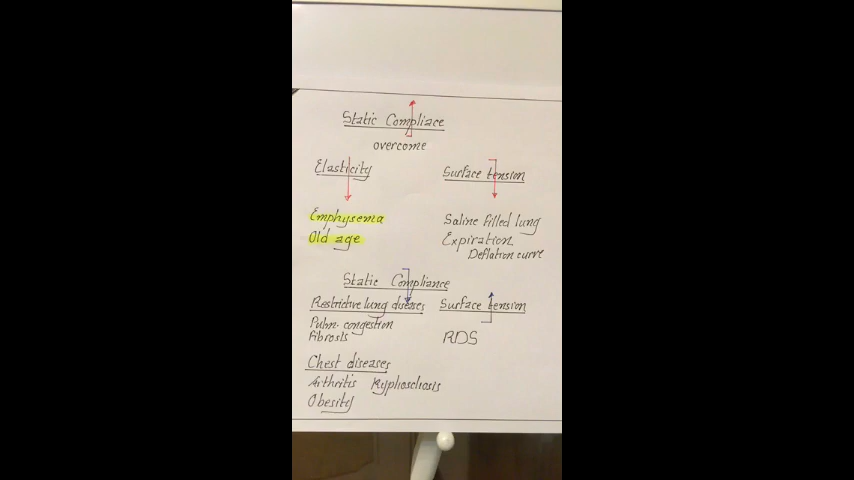 Static Compliace
overcome
Elasticity Surface tension
Emphysema Saline filled lung
Old age Expiration
Deflation curve
Static Compliance
Restrictive lung diseases Surface tension
Pulm. congestion
Fibrosis RDS
Chest diseases
Arthritis Kyphoscliosis
Obesity